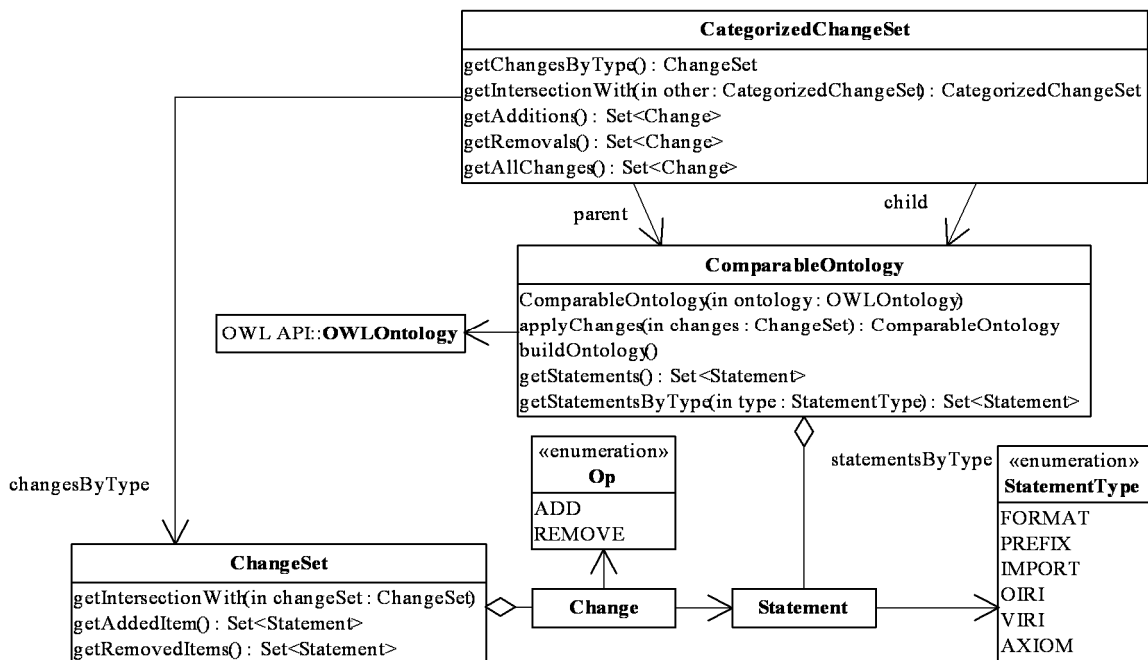 CategorizedChangeSet
getChangesByType() : ChangeSet
getIntersectionWith(in other : CategorizedChangeSet) : CategorizedChangeSet
getAdditions() : Set<Change>
getRemovals() : Set<Change>
getAllChanges() : Set<Change>
parent
child
ComparableOntology
ComparableOntology(in ontology : OWLOntology)
applyChanges(in changes : ChangeSet) : ComparableOntology
buildOntology()
getStatements() : Set<Statement>
getStatementsByType(in type : StatementType) : Set<Statement>
OWL API::OWLOntology
changesByType
«enumeration»
Op
ADD
REMOVE
statementsByType
«enumeration»
StatementType
FORMAT
PREFIX
IMPORT
OIRI
VIRI
AXIOM
ChangeSet
getIntersectionWith(in changeSet : ChangeSet)
getAddedItem() : Set<Statement>
getRemovedItems() : Set<Statement>
Change
Statement